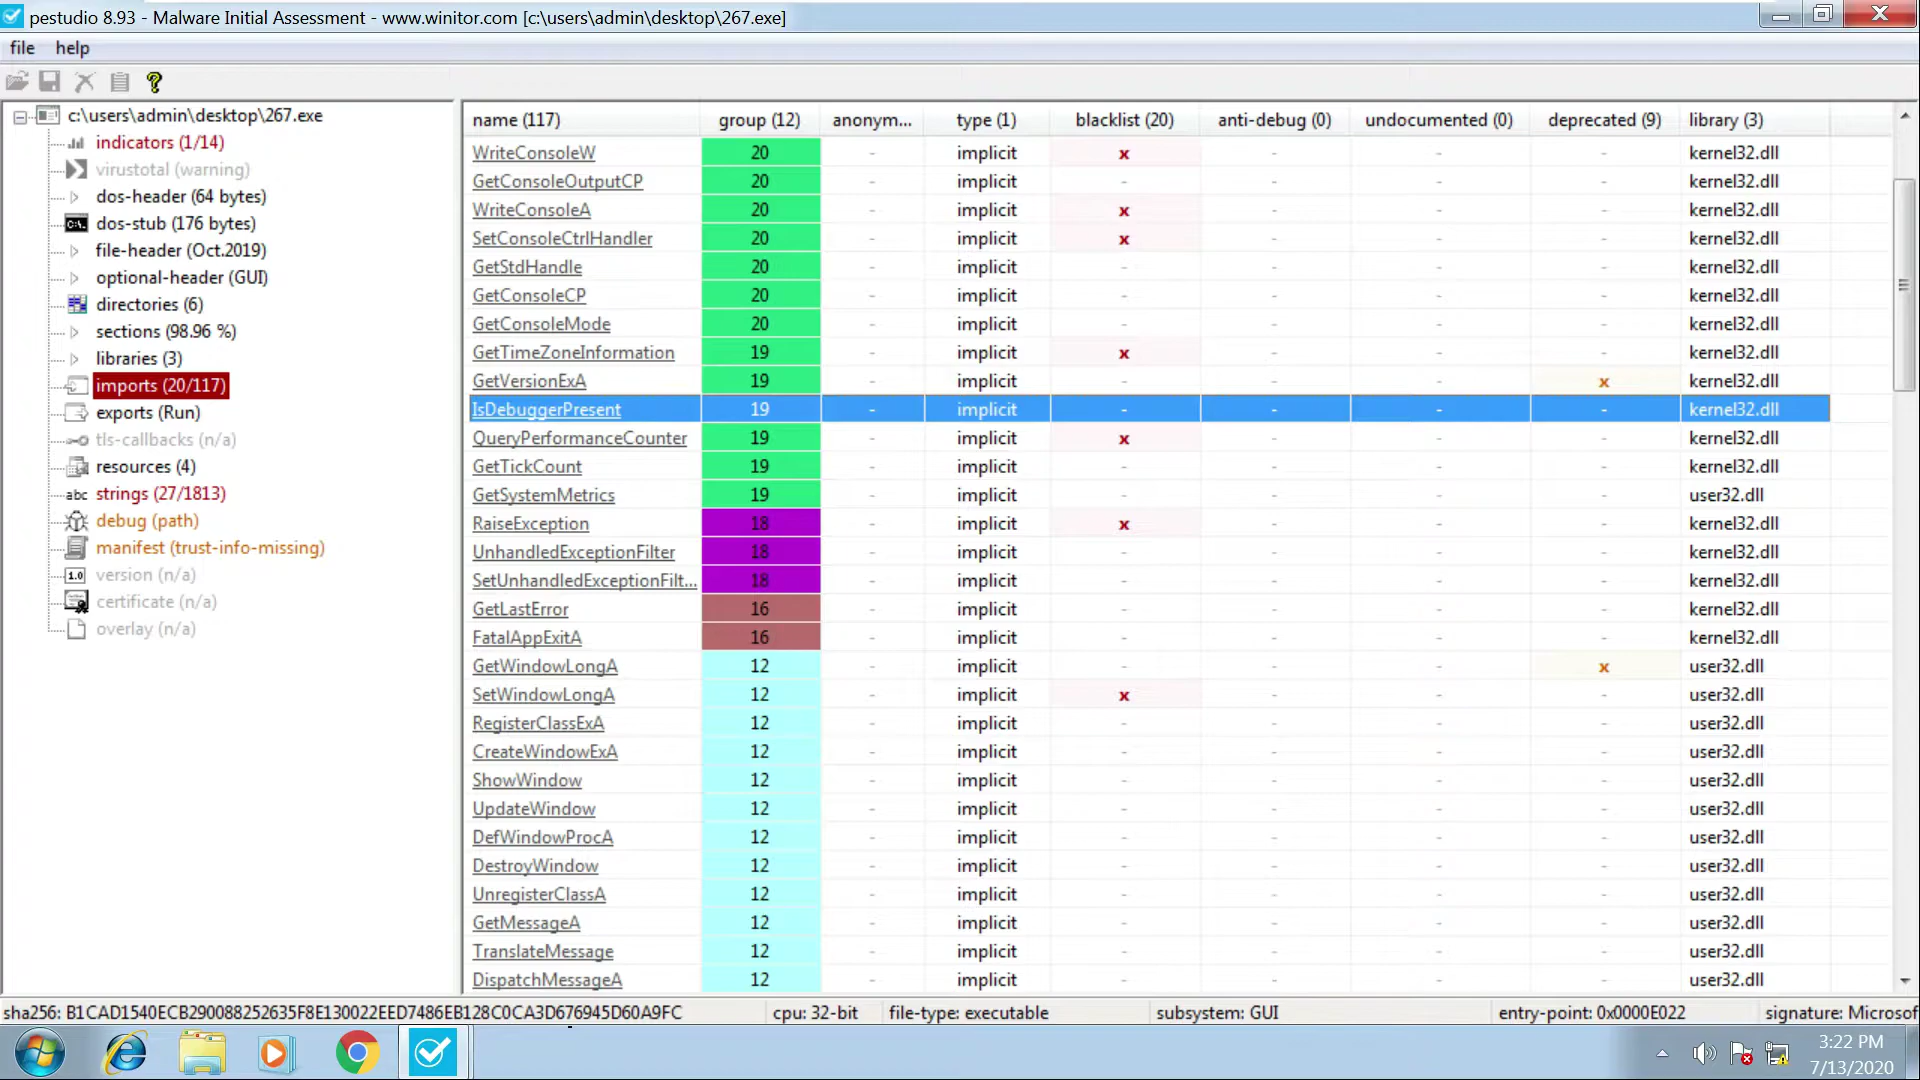 pestudio 8.93 - Malware Initial Assessment - www.winitor.com [c:\users\admin\desktop\267.exe]
file help
c:\users\admin\desktop\267.exe
indicators (1/14)
virustotal (warning)
dos-header (64 bytes)
dos-stub (176 bytes)
file-header (Oct.2019)
optional-header (GUI)
directories (6)
sections (98.96 %)
libraries (3)
imports (20/117)
exports (Run)
tls-callbacks (n/a)
resources (4)
abc strings (27/1813)
debug (path)
manifest (trust-info-missing)
1.0 version (n/a)
certificate (n/a)
overlay (n/a)
name (117) group (12) anonym... type (1) blacklist (20) anti-debug (0) undocumented (0) deprecated (9) library (3)
WriteConsoleW 20 - implicit x - - - kernel32.dll
GetConsoleOutputCP 20 - implicit - - - - kernel32.dll
WriteConsoleA 20 - implicit x - - - kernel32.dll
SetConsoleCtrlHandler 20 - implicit x - - - kernel32.dll
GetStdHandle 20 - implicit - - - - kernel32.dll
GetConsoleCP 20 - implicit - - - - kernel32.dll
GetConsoleMode 20 - implicit - - - - kernel32.dll
GetTimeZoneInformation 19 - implicit x - - - kernel32.dll
GetVersionExA 19 - implicit - - - x kernel32.dll
IsDebuggerPresent 19 - implicit - - - - kernel32.dll
QueryPerformanceCounter 19 - implicit x - - - kernel32.dll
GetTickCount 19 - implicit - - - - kernel32.dll
GetSystemMetrics 19 - implicit - - - - user32.dll
RaiseException 18 - implicit x - - - kernel32.dll
UnhandledExceptionFilter 18 - implicit - - - - kernel32.dll
SetUnhandledExceptionFilt... 18 - implicit - - - - kernel32.dll
GetLastError 16 - implicit - - - - kernel32.dll
FatalAppExitA 16 - implicit - - - - kernel32.dll
GetWindowLongA 12 - implicit - - - x user32.dll
SetWindowLongA 12 - implicit x - - - user32.dll
RegisterClassExA 12 - implicit - - - - user32.dll
CreateWindowExA 12 - implicit - - - - user32.dll
ShowWindow 12 - implicit - - - - user32.dll
UpdateWindow 12 - implicit - - - - user32.dll
DefWindowProcA 12 - implicit - - - - user32.dll
DestroyWindow 12 - implicit - - - - user32.dll
UnregisterClassA 12 - implicit - - - - user32.dll
GetMessageA 12 - implicit - - - - user32.dll
TranslateMessage 12 - implicit - - - - user32.dll
DispatchMessageA 12 - implicit - - - - user32.dll
sha256: B1CAD1540ECB290088252635F8E130022EED7486EB128C0CA3D676945D60A9FC cpu: 32-bit file-type: executable subsystem: GUI entry-point: 0x0000E022 signature: Microsof
3:22 PM
7/13/2020